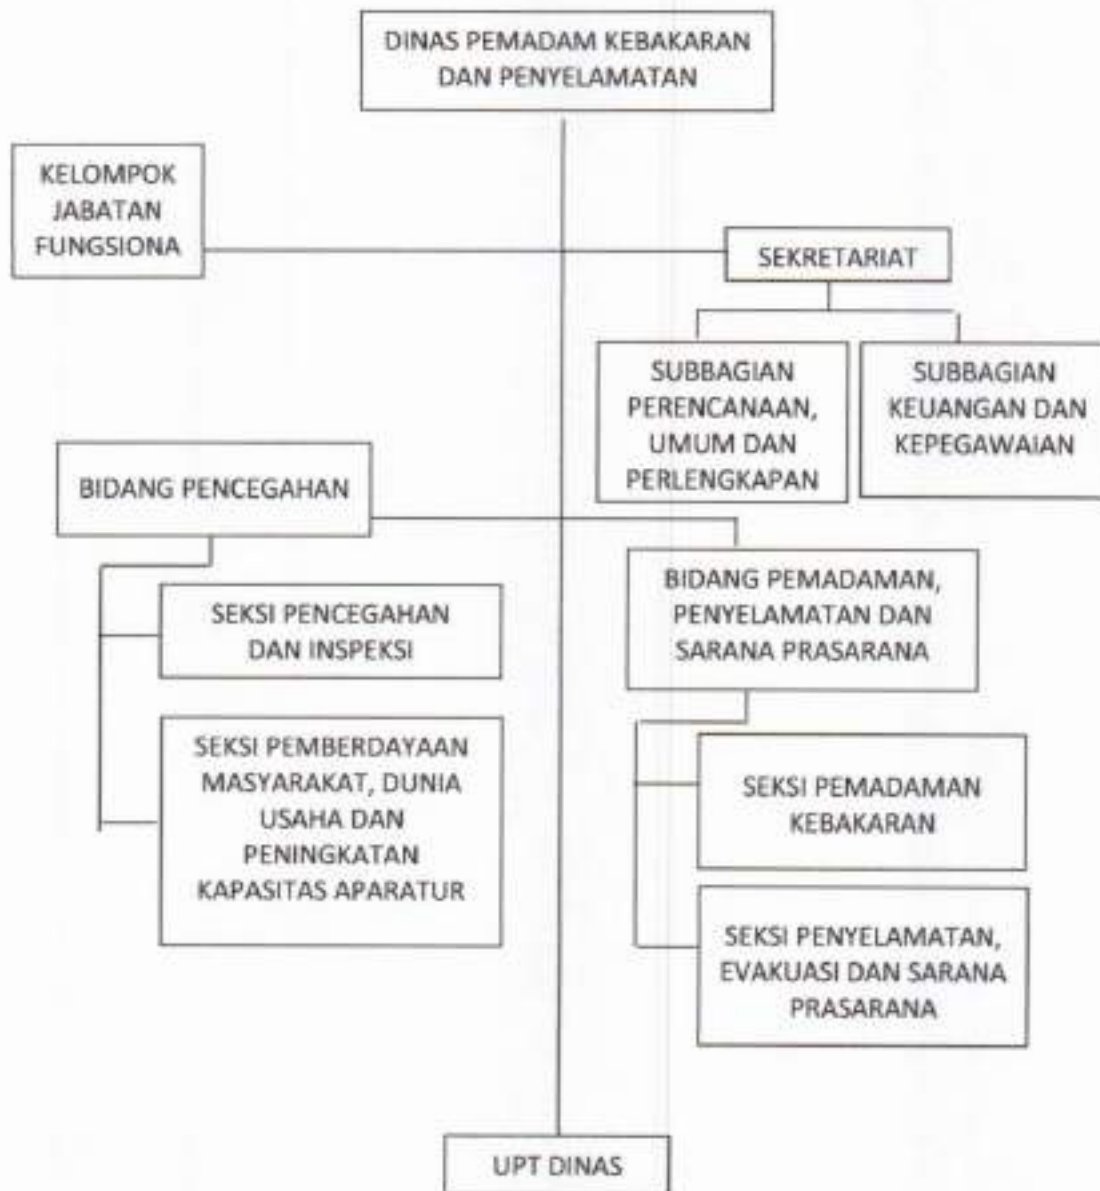 DINAS PEMADAM KEBAKARAN
DAN PENYELAMATAN
KELOMPOK
JABATAN
FUNGSIONA
SEKRETARIAT
SUBBAGIAN
PERENCANAAN,
UMUM DAN
PERLENGKAPAN
SUBBAGIAN
KEUANGAN DAN
KEPEGAWAIAN
BIDANG PENCEGAHAN
SEKSI PENCEGAHAN
DAN INSPEKSI
SEKSI PEMBERDAYAAN
MASYARAKAT, DUNIA
USAHA DAN
PENINGKATAN
KAPASITAS APARATUR
BIDANG PEMADAMAN,
PENYELAMATAN DAN
SARANA PRASARANA
SEKSI PEMADAMAN
KEBAKARAN
SEKSI PENYELAMATAN,
EVAKUASI DAN SARANA
PRASARANA
UPT DINAS